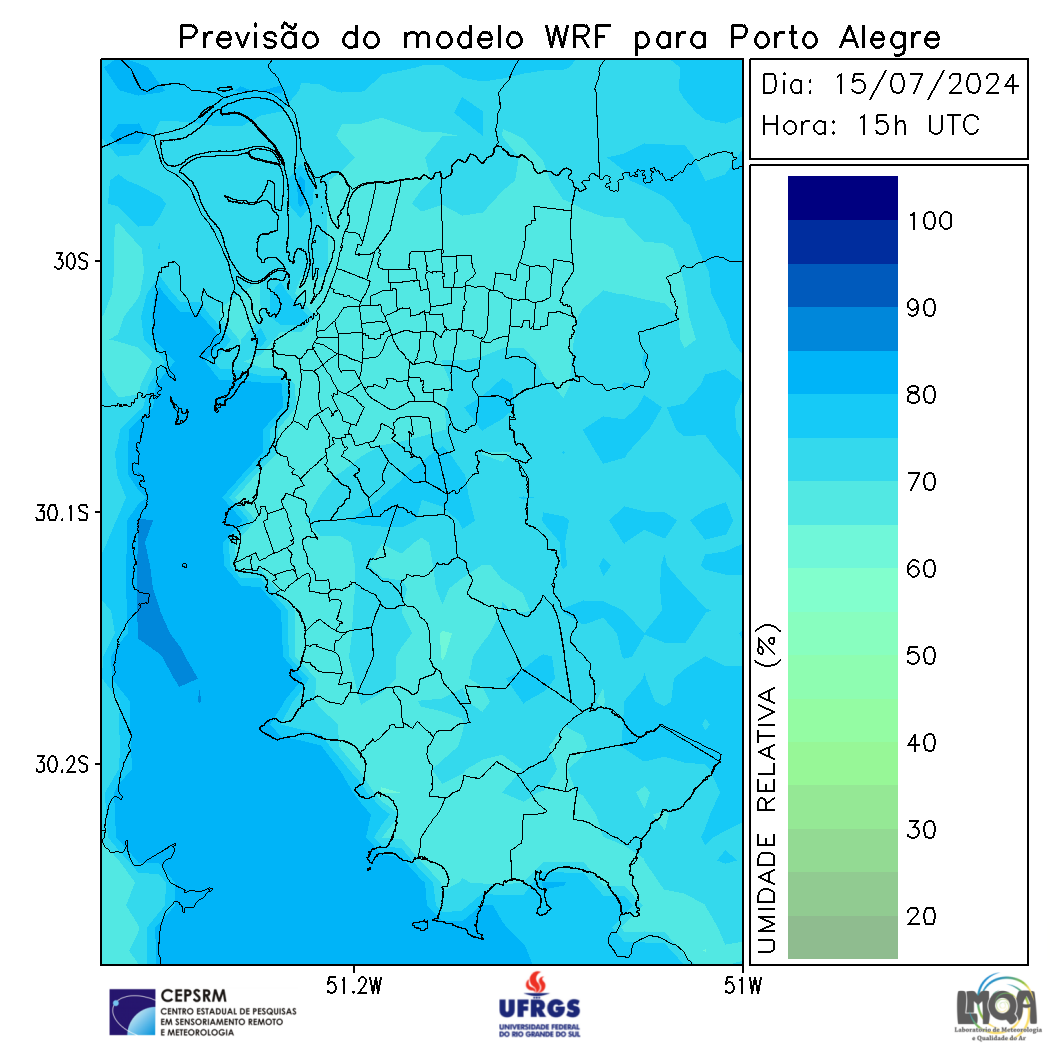 Previsão do modelo WRF para Porto Alegre
Dia: 15/07/2024
Hora: 15h UTC
30S
30.1S
30.2S
51.2W
51W
UMIDADE RELATIVA (%)
100
90
80
70
60
50
40
30
20
CEPSRM
CENTRO ESTADUAL DE PESQUISAS
EM SENSORIAMENTO REMOTO
E METEOROLOGIA
UFRGS
UNIVERSIDADE FEDERAL
DO RIO GRANDE DO SUL
LMQA
Laboratório de Meteorologia
e Qualidade do Ar